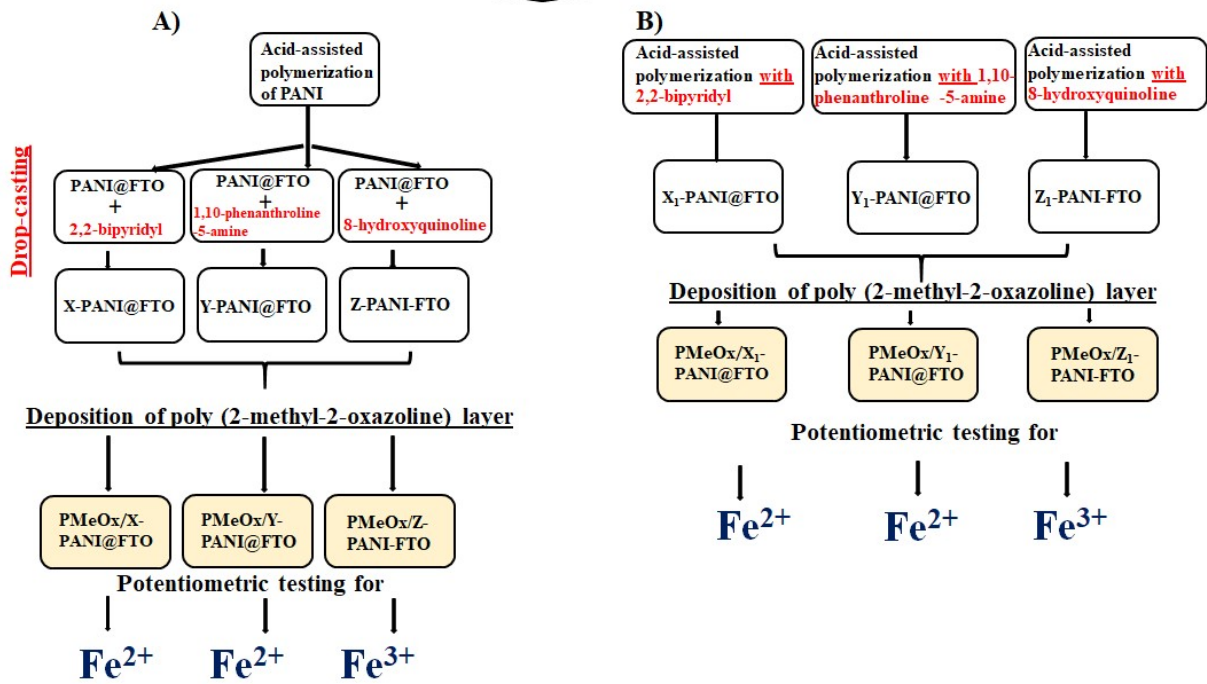 A)
Acid-assisted
polymerization
of PANI
Drop-casting
PANI@FTO
+
2,2-bipyridyl
PANI@FTO
+
1,10-phenanthroline
-5-amine
PANI@FTO
+
8-hydroxyquinoline
X-PANI@FTO
Y-PANI@FTO
Z-PANI-FTO
Deposition of poly (2-methyl-2-oxazoline) layer
PMeOx/X-
PANI@FTO
PMeOx/Y-
PANI@FTO
PMeOx/Z-
PANI-FTO
Potentiometric testing for
Fe²⁺
Fe²⁺
Fe³⁺
B)
Acid-assisted
polymerization with
2,2-bipyridyl
Acid-assisted
polymerization with 1,10-
phenanthroline -5-amine
Acid-assisted
polymerization with
8-hydroxyquinoline
X₁-PANI@FTO
Y₁-PANI@FTO
Z₁-PANI-FTO
Deposition of poly (2-methyl-2-oxazoline) layer
PMeOx/X₁-
PANI@FTO
PMeOx/Y₁-
PANI@FTO
PMeOx/Z₁-
PANI-FTO
Potentiometric testing for
Fe²⁺
Fe²⁺
Fe³⁺